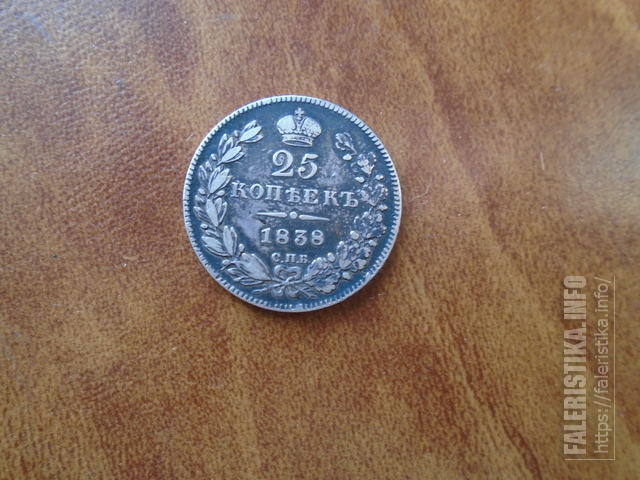 25
КОПѢЕКЪ
1838
С.П.Б.
FALERISTIKA.INFO
https://faleristika.info/